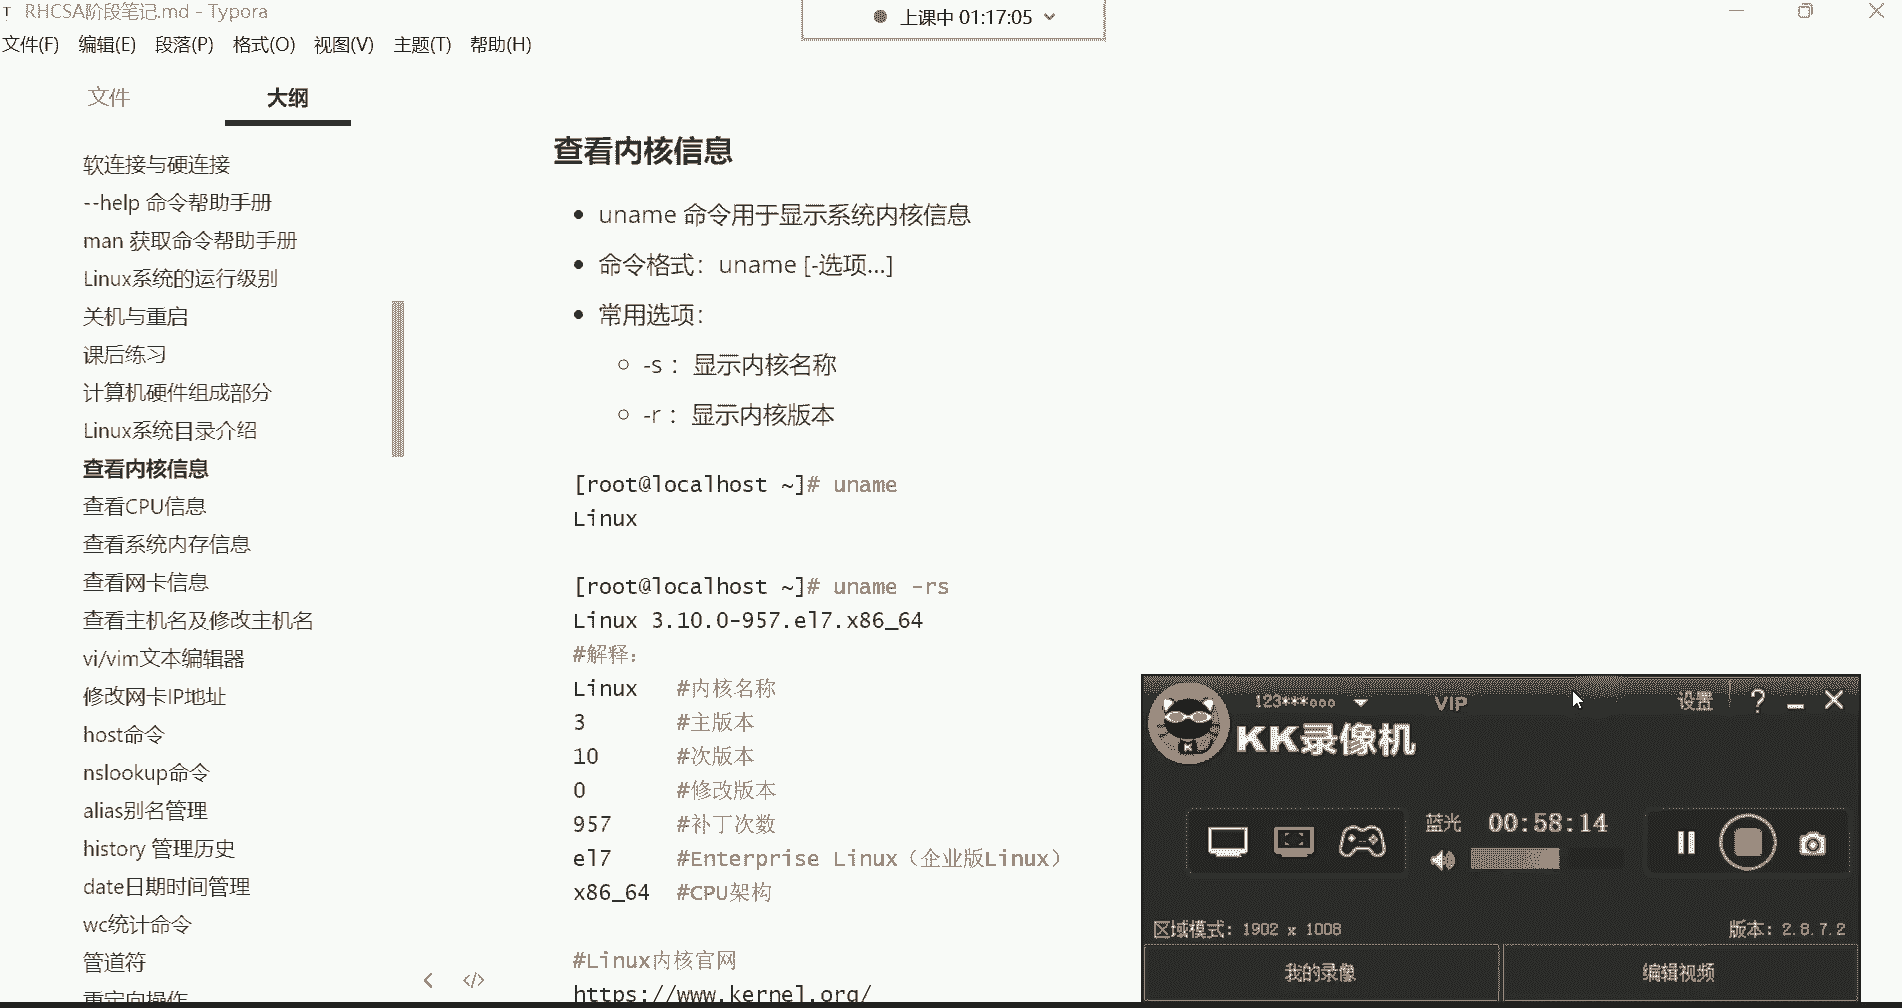 RHCSA阶段笔记.md - Typora
上课中 01:17:05
文件(F) 编辑(E) 段落(P) 格式(O) 视图(V) 主题(T) 帮助(H)
文件 大纲
软连接与硬连接
--help 命令帮助手册
man 获取命令帮助手册
Linux系统的运行级别
关机与重启
课后练习
计算机硬件组成部分
Linux系统目录介绍
查看内核信息
查看CPU信息
查看系统内存信息
查看网卡信息
查看主机名及修改主机名
vi/vim文本编辑器
修改网卡IP地址
host命令
nslookup命令
alias别名管理
history 管理历史
date日期时间管理
wc统计命令
管道符
重定向操作
查看内核信息
uname 命令用于显示系统内核信息
命令格式：uname [-选项...]
常用选项：
-s ：显示内核名称
-r ：显示内核版本
[root@localhost ~]# uname
Linux
[root@localhost ~]# uname -rs
Linux 3.10.0-957.el7.x86_64
#解释：
Linux #内核名称
3 #主版本
10 #次版本
0 #修改版本
957 #补丁次数
el7 #Enterprise Linux（企业版Linux）
x86_64 #CPU架构
#Linux内核官网
https://www.kernel.org/
123***ooo VIP 设置
KK录像机
蓝光 00:58:14
区域模式：1902 x 1008 版本：2.8.7.2
我的录像 编辑视频